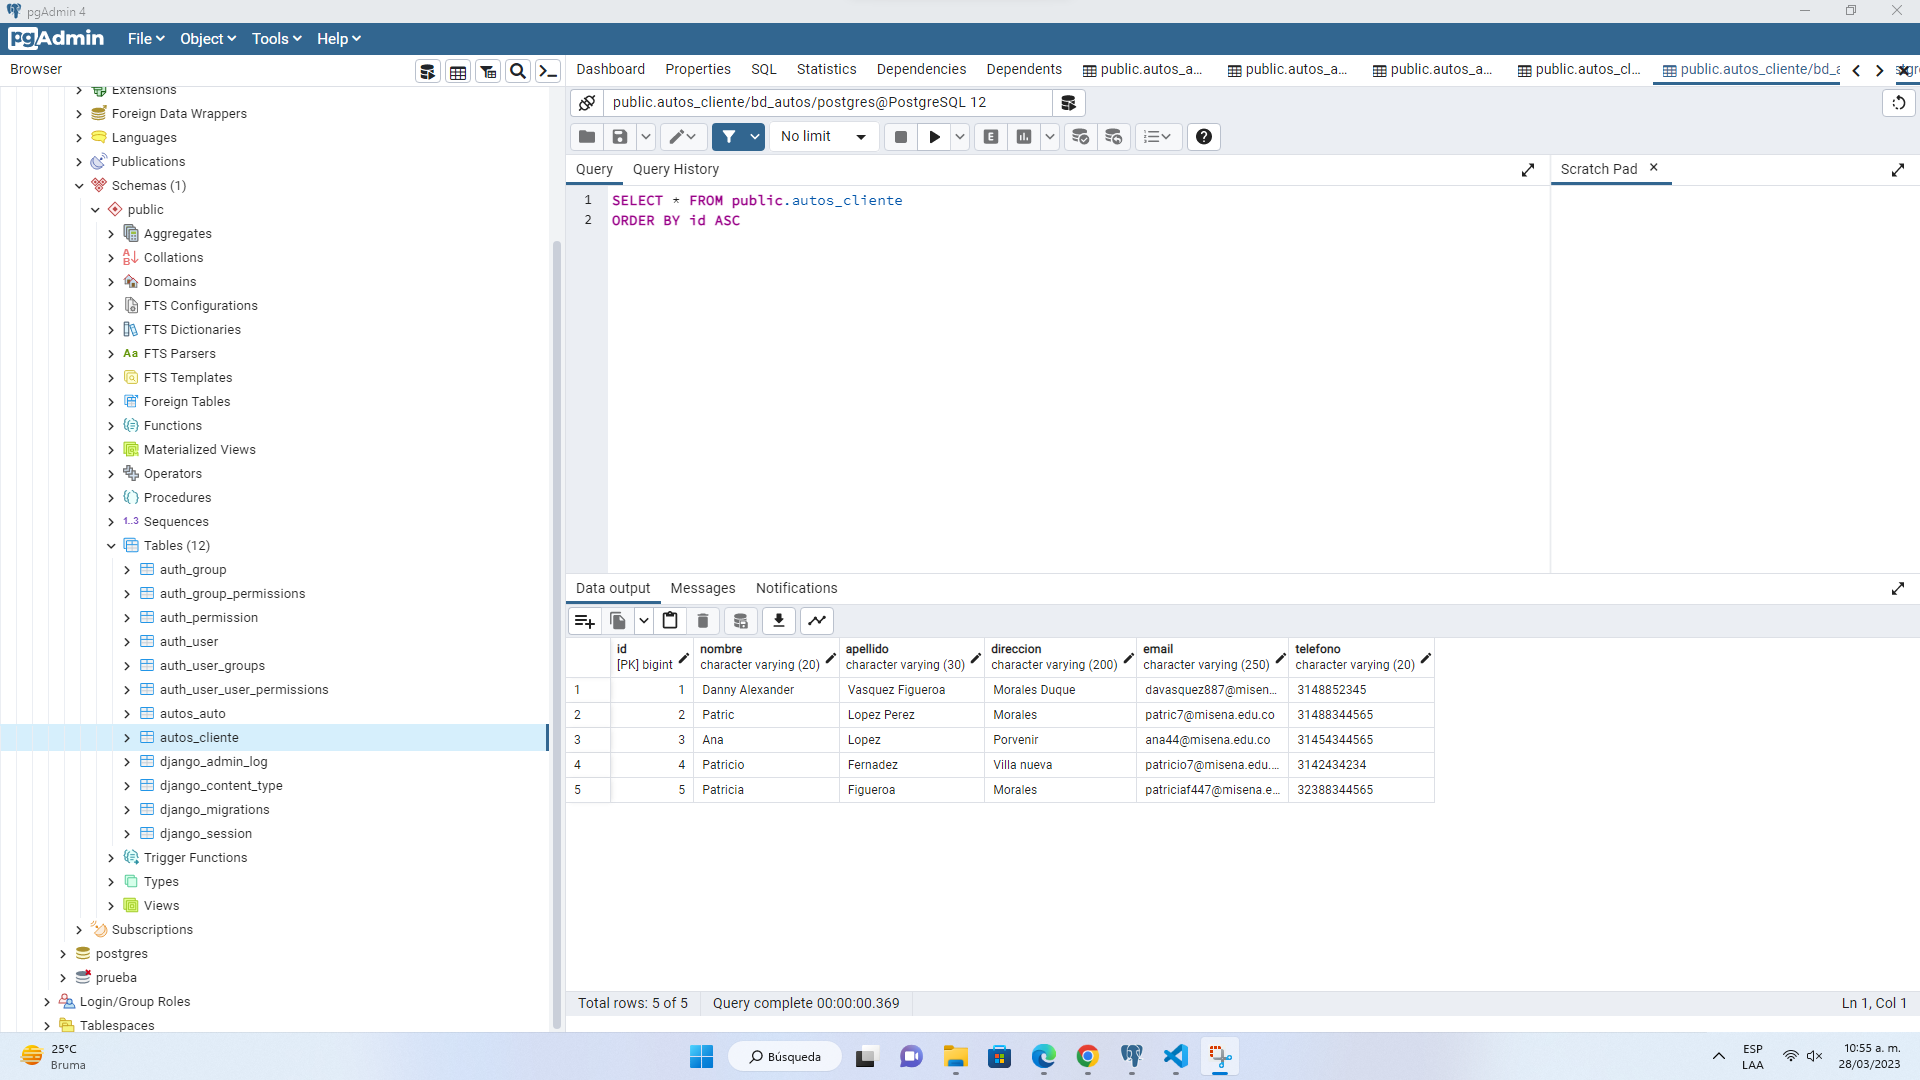 pgAdmin 4
pgAdmin
File Object Tools Help
Browser
Dashboard Properties SQL Statistics Dependencies Dependents public.autos_a... public.autos_a... public.autos_a... public.autos_cl... public.autos_cliente/bd_a
Extensions
Foreign Data Wrappers
Languages
Publications
Schemas (1)
public
Aggregates
Collations
Domains
FTS Configurations
FTS Dictionaries
Aa FTS Parsers
FTS Templates
Foreign Tables
Functions
Materialized Views
Operators
Procedures
1..3 Sequences
Tables (12)
auth_group
auth_group_permissions
auth_permission
auth_user
auth_user_groups
auth_user_user_permissions
autos_auto
autos_cliente
django_admin_log
django_content_type
django_migrations
django_session
Trigger Functions
Types
Views
Subscriptions
postgres
prueba
Login/Group Roles
Tablespaces
public.autos_cliente/bd_autos/postgres@PostgreSQL 12
No limit
E
Query Query History
Scratch Pad
1 SELECT * FROM public.autos_cliente
2 ORDER BY id ASC
Data output Messages Notifications
id nombre apellido direccion email telefono
[PK] bigint character varying (20) character varying (30) character varying (200) character varying (250) character varying (20)
1 1 Danny Alexander Vasquez Figueroa Morales Duque davasquez887@misen... 3148852345
2 2 Patric Lopez Perez Morales patric7@misena.edu.co 31488344565
3 3 Ana Lopez Porvenir ana44@misena.edu.co 31454344565
4 4 Patricio Fernadez Villa nueva patricio7@misena.edu.... 3142434234
5 5 Patricia Figueroa Morales patriciaf447@misena.e... 32388344565
Total rows: 5 of 5 Query complete 00:00:00.369 Ln 1, Col 1
25°C
Bruma
Búsqueda
ESP
LAA
10:55 a. m.
28/03/2023